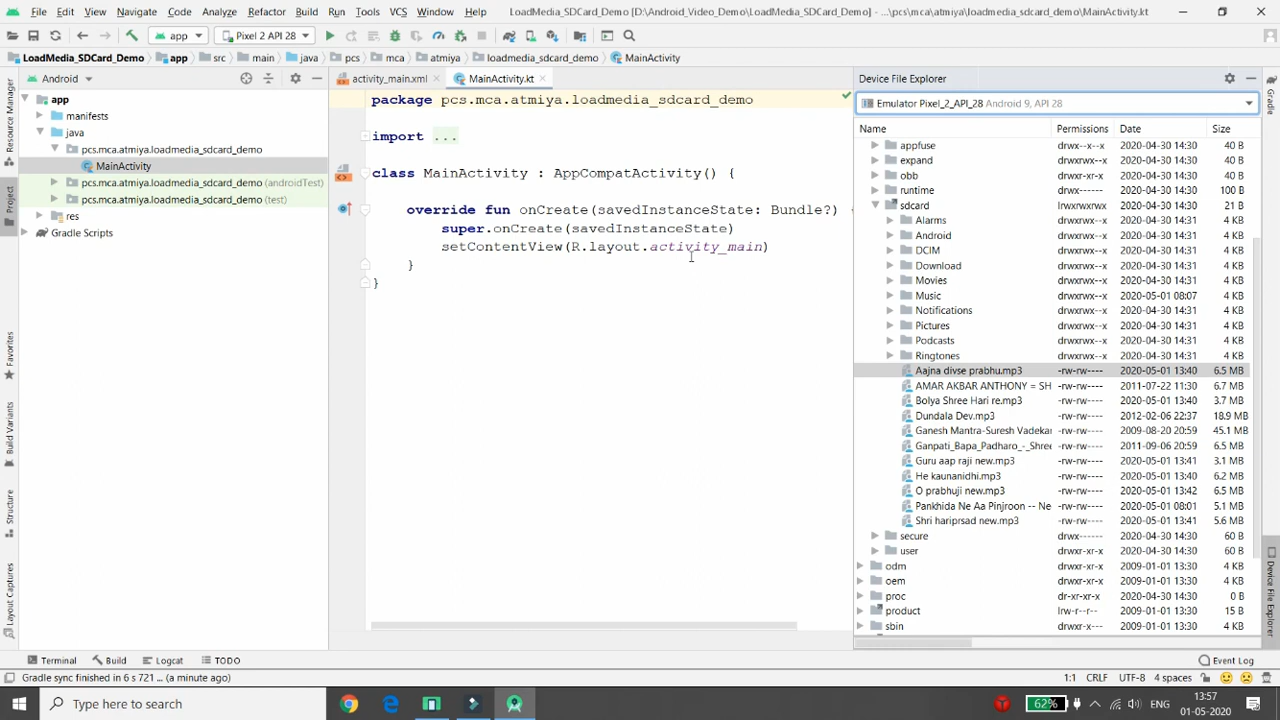 File Edit View Navigate Code Analyze Refactor Build Run Tools VCS Window Help LoadMedia_SDCard_Demo [D:\Android_Video_Demo\LoadMedia_SDCard_Demo] - ...\pcs\mca\atmiya\loadmedia_sdcard_demo\MainActivity.kt
app Pixel 2 API 28
LoadMedia_SDCard_Demo app src main java pcs mca atmiya loadmedia_sdcard_demo MainActivity
Android activity_main.xml MainActivity.kt Device File Explorer
Emulator Pixel_2_API_28 Android 9, API 28
Name Permissions Date Size
app
manifests
java
pcs.mca.atmiya.loadmedia_sdcard_demo
MainActivity
pcs.mca.atmiya.loadmedia_sdcard_demo (androidTest)
pcs.mca.atmiya.loadmedia_sdcard_demo (test)
res
Gradle Scripts
package pcs.mca.atmiya.loadmedia_sdcard_demo
import ...
class MainActivity : AppCompatActivity() {
override fun onCreate(savedInstanceState: Bundle?) {
super.onCreate(savedInstanceState)
setContentView(R.layout.activity_main)
}
}
appfuse drwx--x--x 2020-04-30 14:30 40 B
expand drwxrwx--x 2020-04-30 14:30 40 B
obb drwxrwx--x 2020-04-30 14:30 40 B
runtime drwxrwx--x 2020-04-30 14:30 100 B
sdcard lrwxrwxrwx 2020-04-30 14:30 21 B
Alarms drwxrwx--x 2020-04-30 14:31 4 KB
Android drwxrwx--x 2020-04-30 14:31 4 KB
DCIM drwxrwx--x 2020-04-30 14:31 4 KB
Download drwxrwx--x 2020-04-30 14:31 4 KB
Movies drwxrwx--x 2020-04-30 14:31 4 KB
Music drwxrwx--x 2020-05-01 08:07 4 KB
Notifications drwxrwx--x 2020-04-30 14:31 4 KB
Pictures drwxrwx--x 2020-04-30 14:31 4 KB
Podcasts drwxrwx--x 2020-04-30 14:31 4 KB
Ringtones drwxrwx--x 2020-04-30 14:31 4 KB
Aajna divse prabhu.mp3 -rw-rw---- 2020-05-01 13:40 6.5 MB
AMAR AKBAR ANTHONY = SH -rw-rw---- 2011-07-22 11:30 6.7 MB
Bolya Shree Hari re.mp3 -rw-rw---- 2020-05-01 13:40 3.7 MB
Dundala Dev.mp3 -rw-rw---- 2012-02-06 22:37 18.9 MB
Ganesh Mantra-Suresh Vadekar -rw-rw---- 2009-08-20 20:59 45.1 MB
Ganpati_Bapa_Padharo_-_Shree -rw-rw---- 2011-09-06 20:59 6.5 MB
Guru aap raji new.mp3 -rw-rw---- 2020-05-01 13:41 3.1 MB
He kaunanidhi.mp3 -rw-rw---- 2020-05-01 13:40 6.2 MB
O prabhuji new.mp3 -rw-rw---- 2020-05-01 13:42 6.5 MB
Pankhida Ne Aa Pinjroon -- Ne -rw-rw---- 2020-05-01 08:01 5.1 MB
Shri hariprsad new.mp3 -rw-rw---- 2020-05-01 13:41 5.6 MB
secure drwx------ 2020-04-30 14:30 60 B
user drwxr-xr-x 2020-04-30 14:30 60 B
odm drwxr-xr-x 2009-01-01 13:30 4 KB
oem drwxr-xr-x 2009-01-01 13:30 4 KB
proc dr-xr-xr-x 2020-04-30 14:30 0 B
product lrw-r--r-- 2009-01-01 13:30 15 B
sbin drwxr-xr-x 2009-01-01 13:30 4 KB
Resource Manager
Project
Favorites
Build Variants
Structure
Layout Captures
Gradle
Device File Explorer
Terminal Build Logcat TODO Event Log
Gradle sync finished in 6 s 721 ... (a minute ago) 1:1 CRLF UTF-8 4 spaces
Type here to search 62% 13:57
01-05-2020